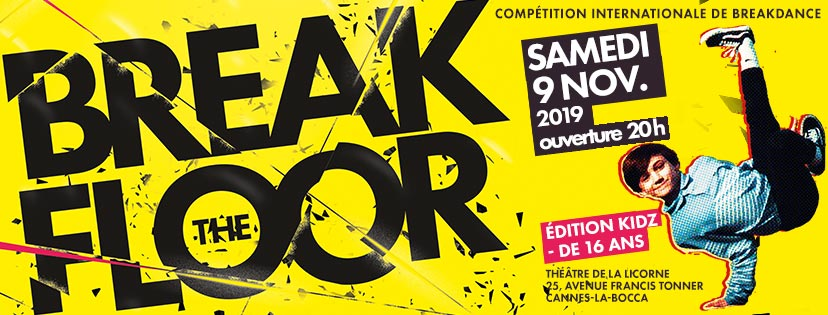 COMPÉTITION INTERNATIONALE DE BREAKDANCE
BREAK
THE
FLOOR
SAMEDI
9 NOV.
2019
ouverture 20h
ÉDITION KIDZ
- DE 16 ANS
THÉÂTRE DE LA LICORNE
25, AVENUE FRANCIS TONNER
CANNES-LA-BOCCA